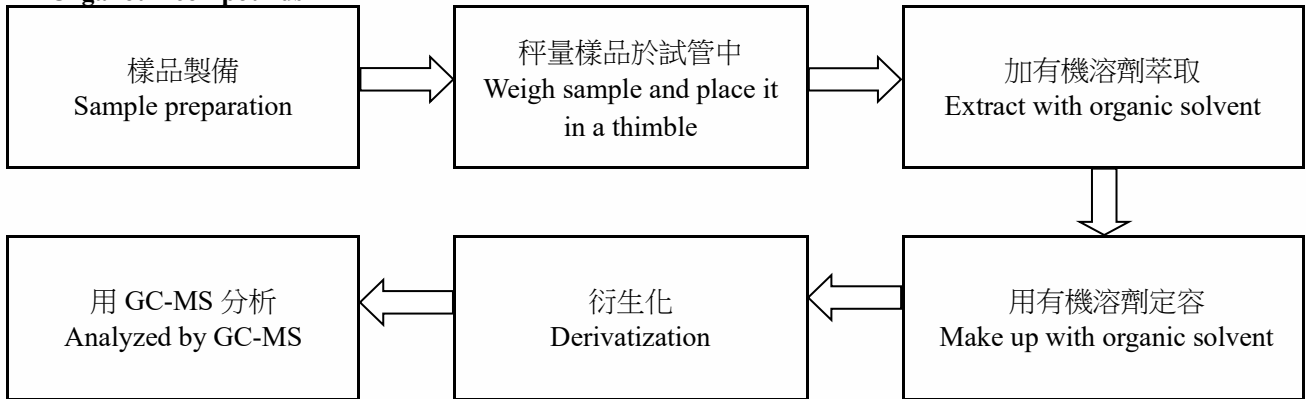 樣品製備
Sample preparation
秤量樣品於試管中
Weigh sample and place it
in a thimble
加有機溶劑萃取
Extract with organic solvent
用有機溶劑定容
Make up with organic solvent
衍生化
Derivatization
用 GC-MS 分析
Analyzed by GC-MS